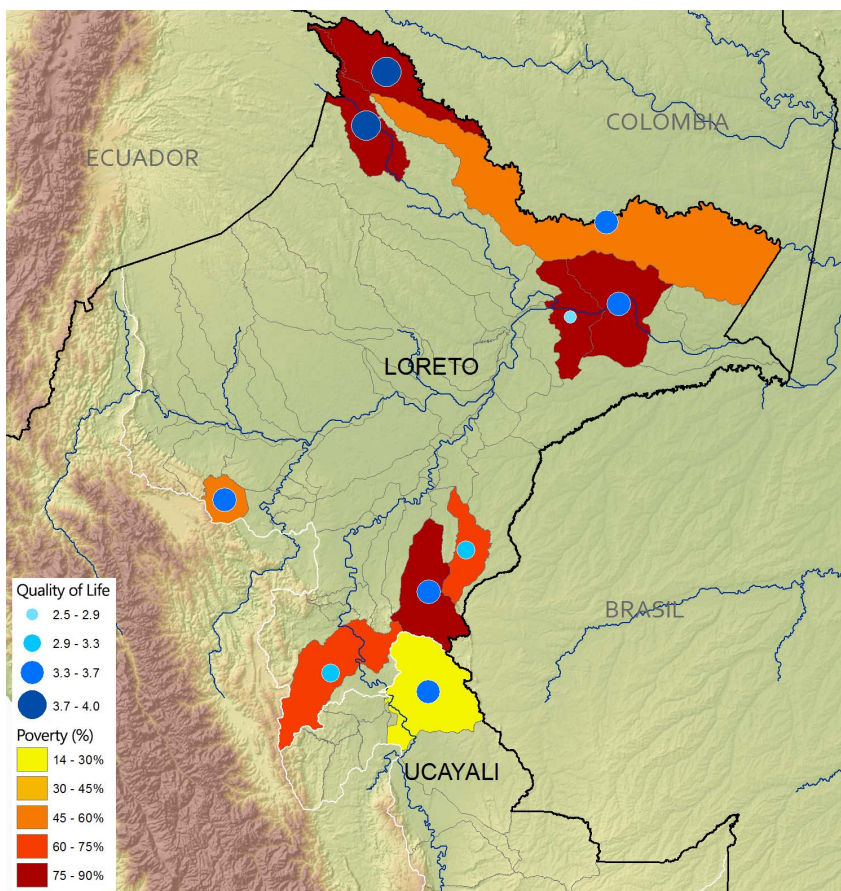 COLOMBIA
ECUADOR
LORETO
BRASIL
UCAYALI
Quality of Life
2.5 - 2.9
2.9 - 3.3
3.3 - 3.7
3.7 - 4.0
Poverty (%)
14 - 30%
30 - 45%
45 - 60%
60 - 75%
75 - 90%